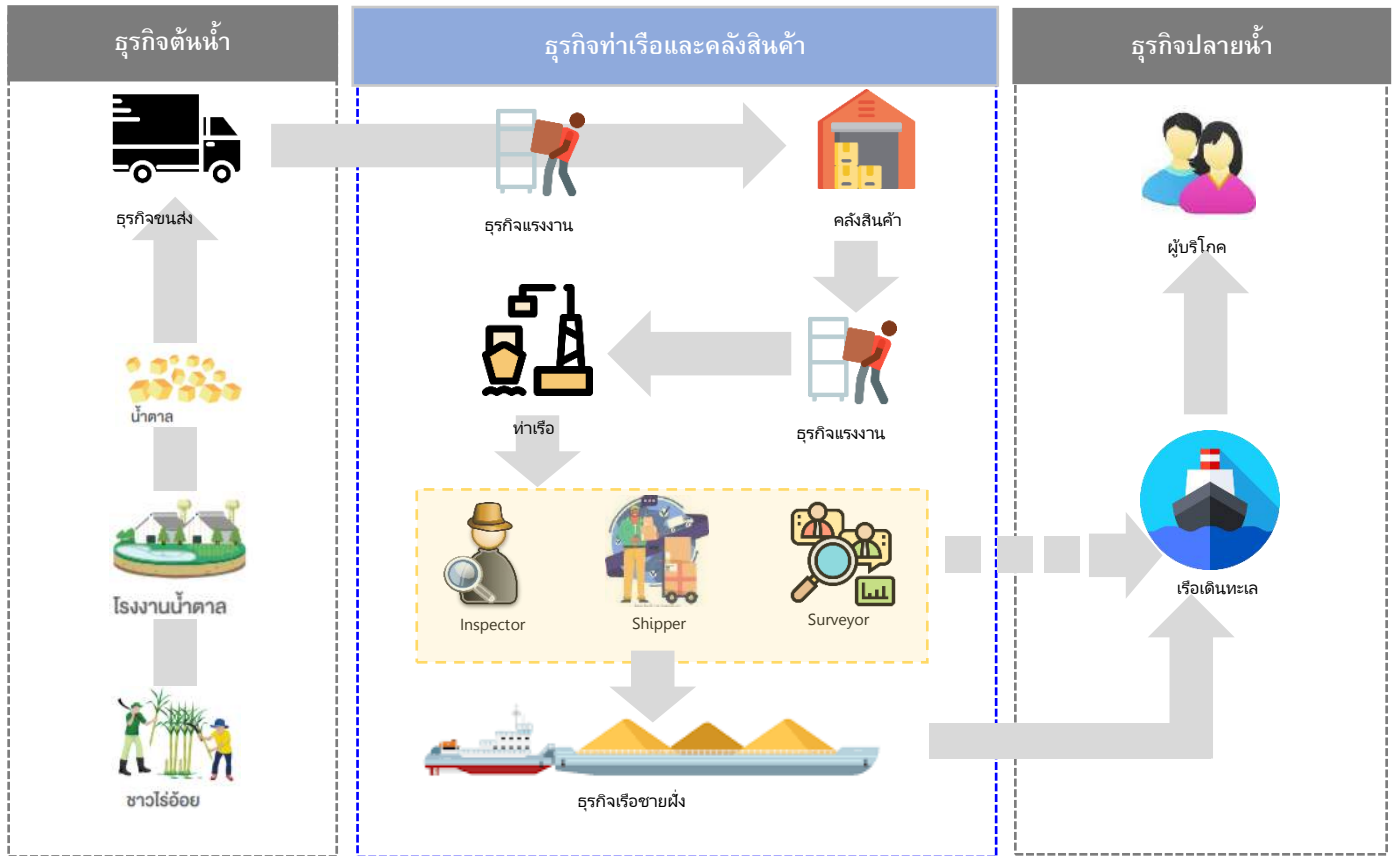 ธุรกิจต้นน้ำ
ธุรกิจท่าเรือและคลังสินค้า
ธุรกิจปลายน้ำ
ธุรกิจขนส่ง
น้ำตาล
โรงงานน้ำตาล
ชาวไร่อ้อย
ธุรกิจแรงงาน
คลังสินค้า
ท่าเรือ
ธุรกิจแรงงาน
Inspector
Shipper
Surveyor
ธุรกิจเรือชายฝั่ง
ผู้บริโภค
เรือเดินทะเล